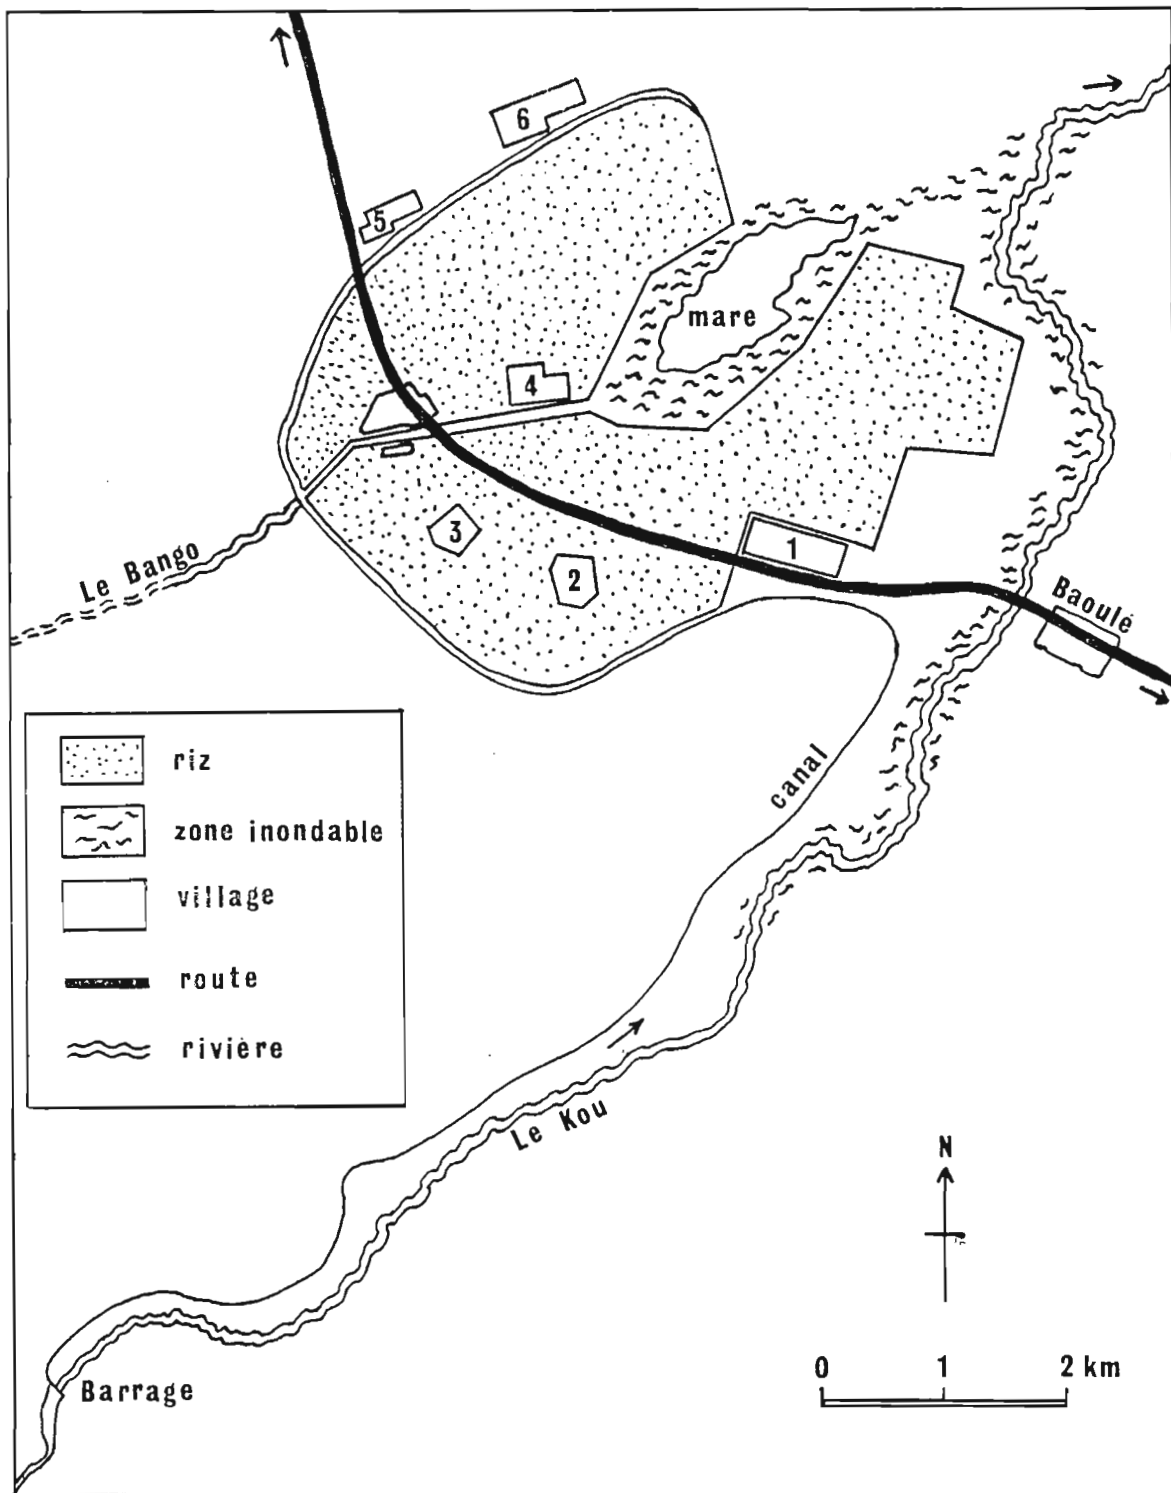 6
5
mare
4
3
1
2
Le Bango
Baoulé
riz
zone inondable
village
route
rivière
canal
Le Kou
N
Barrage
0 1 2 km